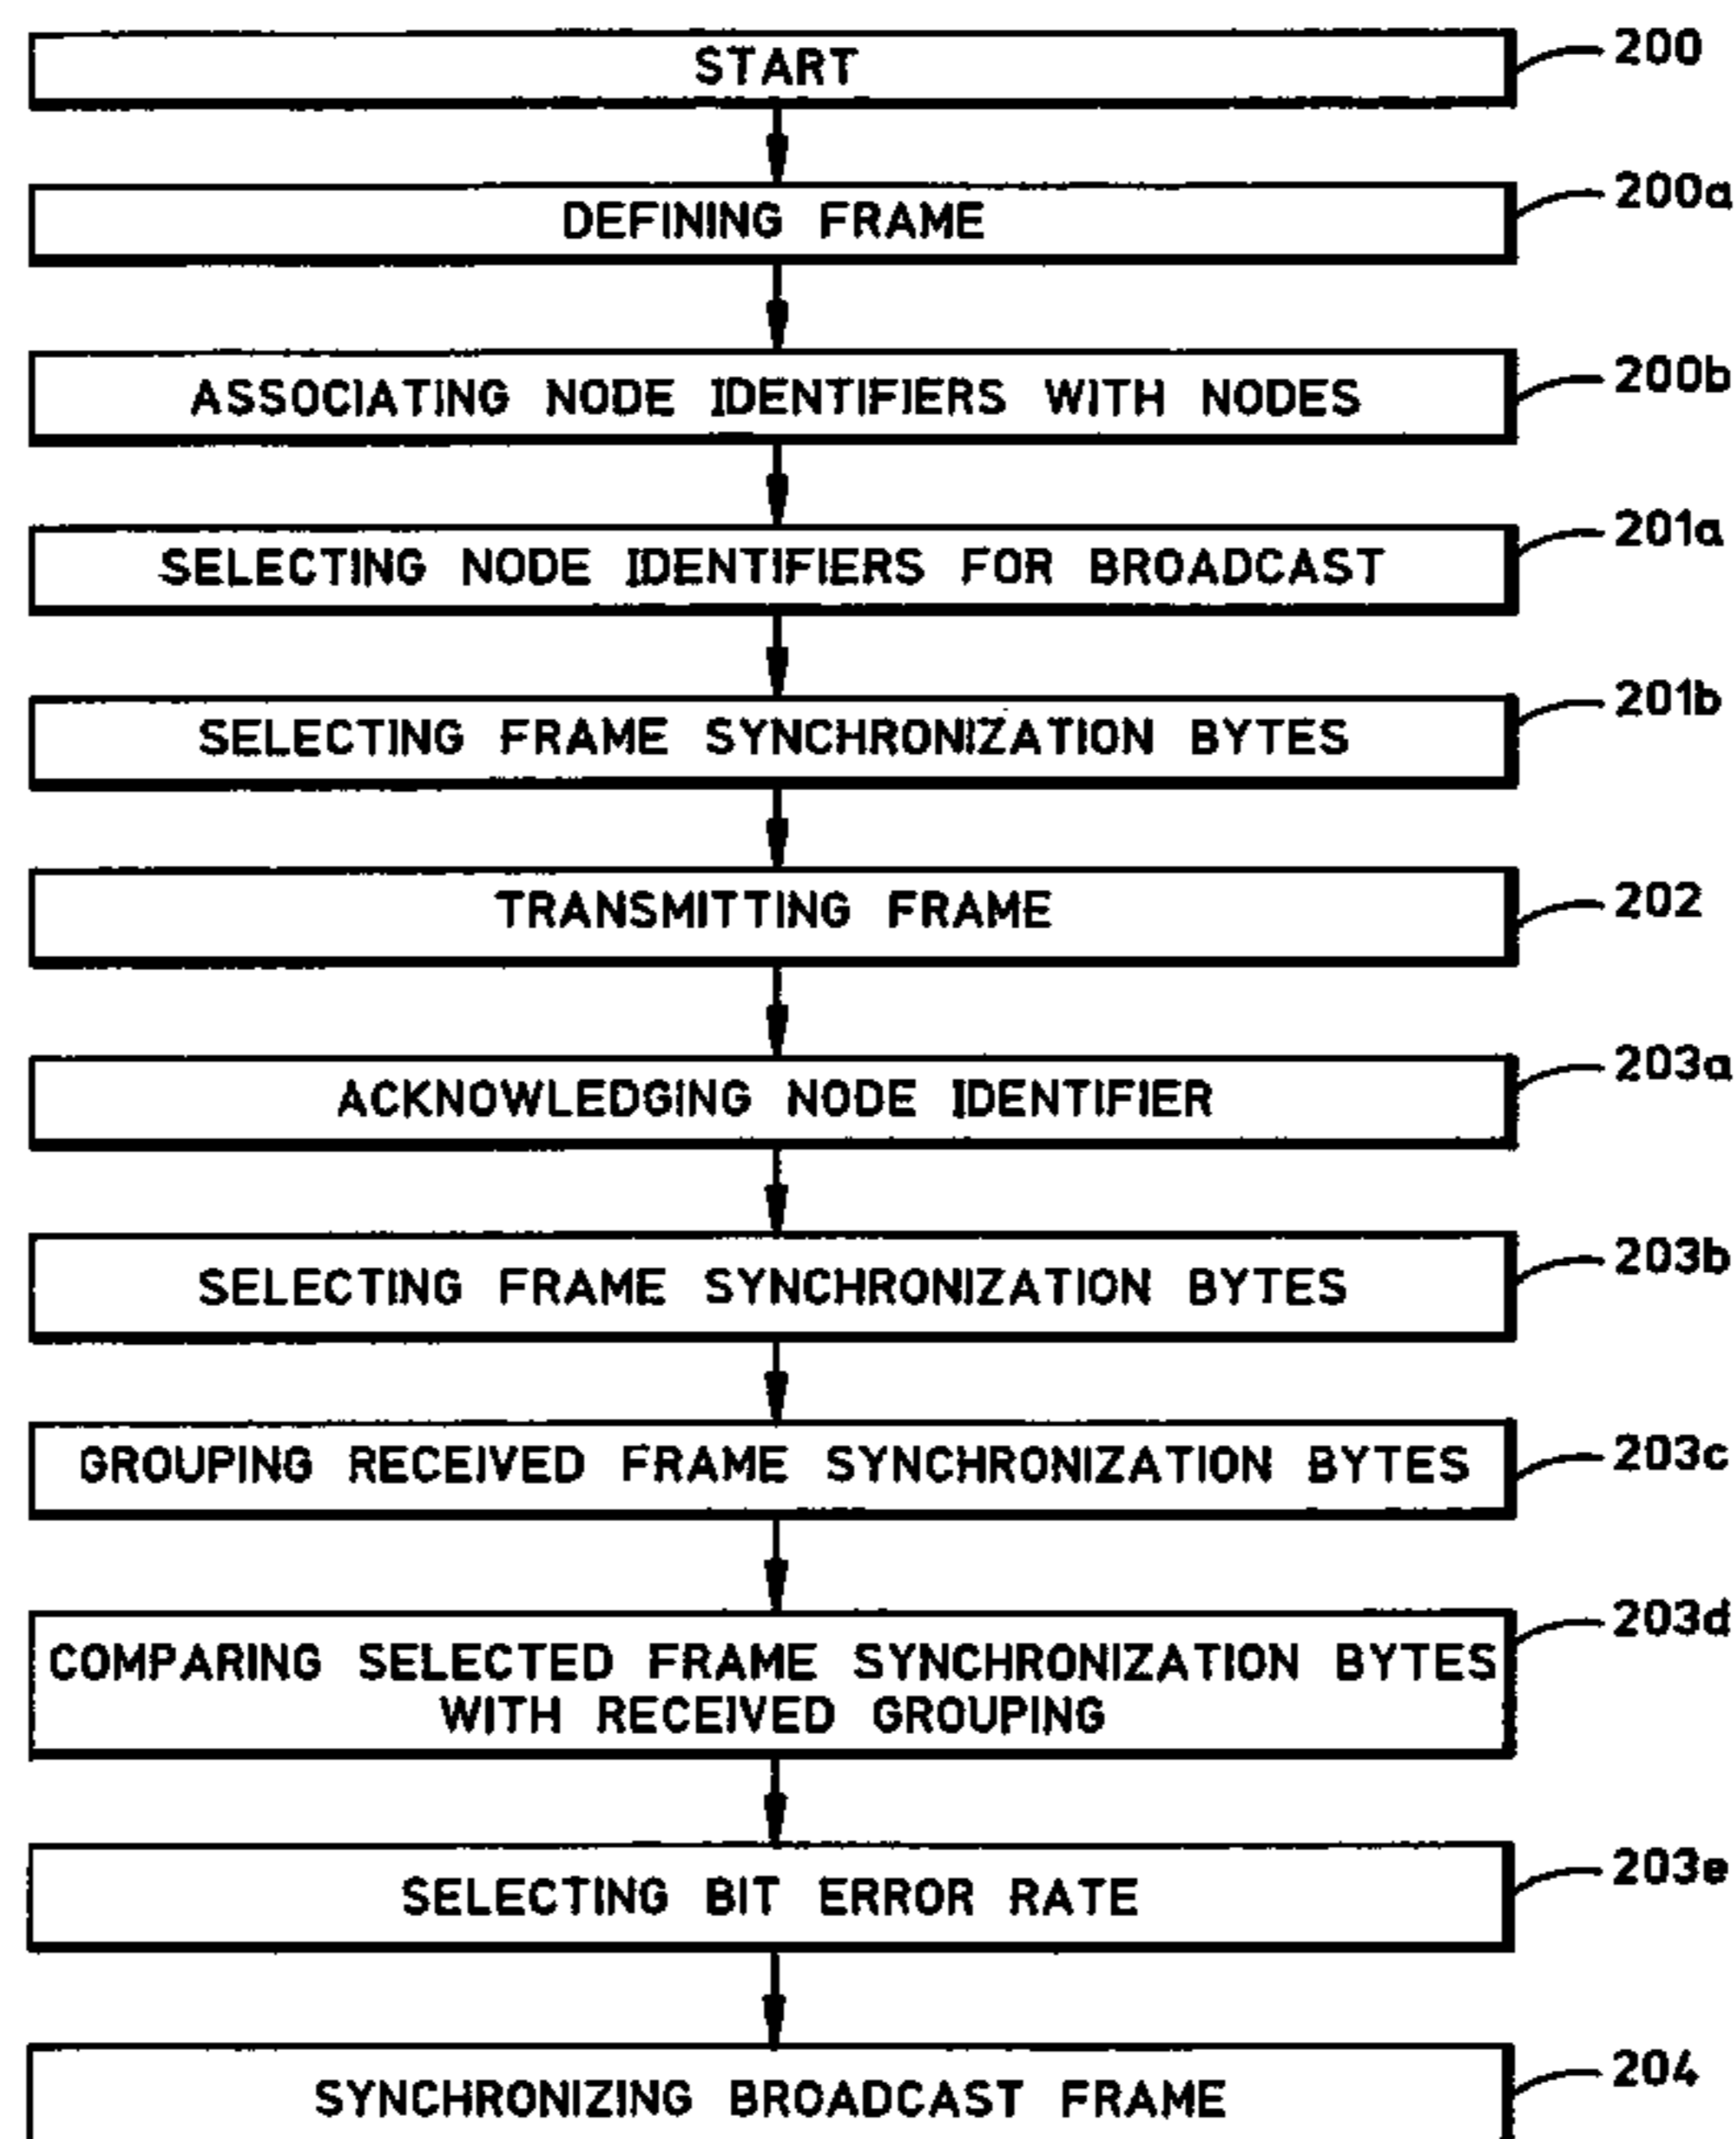 START
200
DEFINING FRAME
200a
ASSOCIATING NODE IDENTIFIERS WITH NODES
200b
SELECTING NODE IDENTIFIERS FOR BROADCAST
201a
SELECTING FRAME SYNCHRONIZATION BYTES
201b
TRANSMITTING FRAME
202
ACKNOWLEDGING NODE IDENTIFIER
203a
SELECTING FRAME SYNCHRONIZATION BYTES
203b
GROUPING RECEIVED FRAME SYNCHRONIZATION BYTES
203c
COMPARING SELECTED FRAME SYNCHRONIZATION BYTES
WITH RECEIVED GROUPING
203d
SELECTING BIT ERROR RATE
203e
SYNCHRONIZING BROADCAST FRAME
204